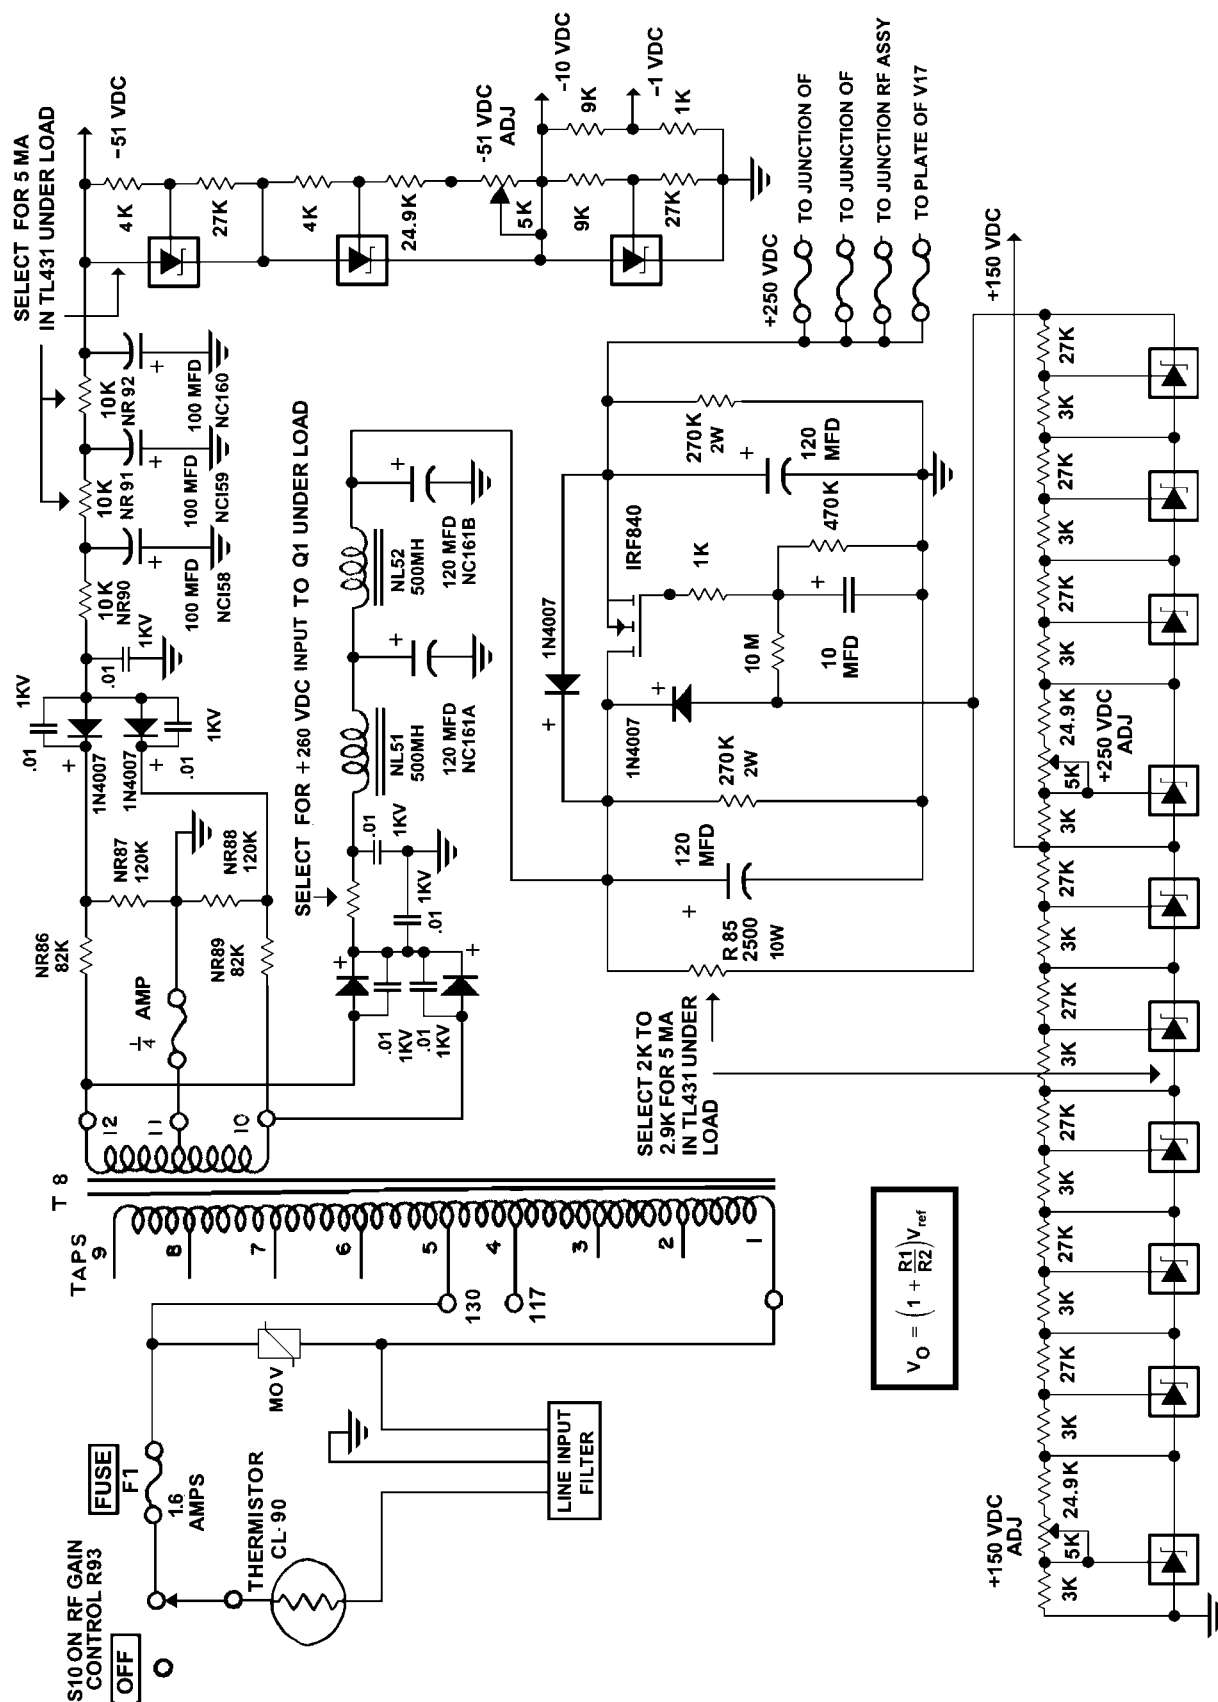 S10 ON RF GAIN
CONTROL R93
OFF
FUSE
F1
1.6
AMPS
THERMISTOR
CL-90
MOV
LINE INPUT
FILTER
TAPS
9
8
7
6
5
4
3
2
1
130
117
T 8
12
11
10
1/4 AMP
NR86
82K
NR87
120K
NR88
120K
NR89
82K
1KV
.01
+
1N4007
1N4007
+
.01
1KV
.01
1KV
10K
NR90
100 MFD
NCI58
+
10K
NR 91
100 MFD
NCI59
+
10K
NR 92
100 MFD
NC160
+
SELECT FOR 5 MA
IN TL431 UNDER LOAD
-51 VDC
4K
27K
4K
24.9K
-51 VDC
ADJ
5K
-10 VDC
9K
9K
-1 VDC
1K
27K
SELECT FOR +260 VDC INPUT TO Q1 UNDER LOAD
+
+
.01
1KV
.01
1KV
.01
1KV
.01
1KV
NL51
500MH
+
120 MFD
NC161A
NL52
500MH
+
120 MFD
NC161B
SELECT 2K TO
2.9K FOR 5 MA
IN TL431 UNDER
LOAD
R 85
2500
10W
+
120
MFD
270K
2W
1N4007
+
1N4007
+
IRF840
10 M
1K
10
MFD
+
470K
270K
2W
+
120
MFD
+250 VDC
TO JUNCTION OF
TO JUNCTION OF
TO JUNCTION RF ASSY
TO PLATE OF V17
V O = ( 1 + R1/R2 ) V ref
+150 VDC
+150 VDC
ADJ
3K
5K
24.9K
3K
27K
3K
27K
3K
27K
3K
27K
3K
27K
3K
5K
24.9K
+250 VDC
ADJ
3K
27K
3K
27K
3K
27K